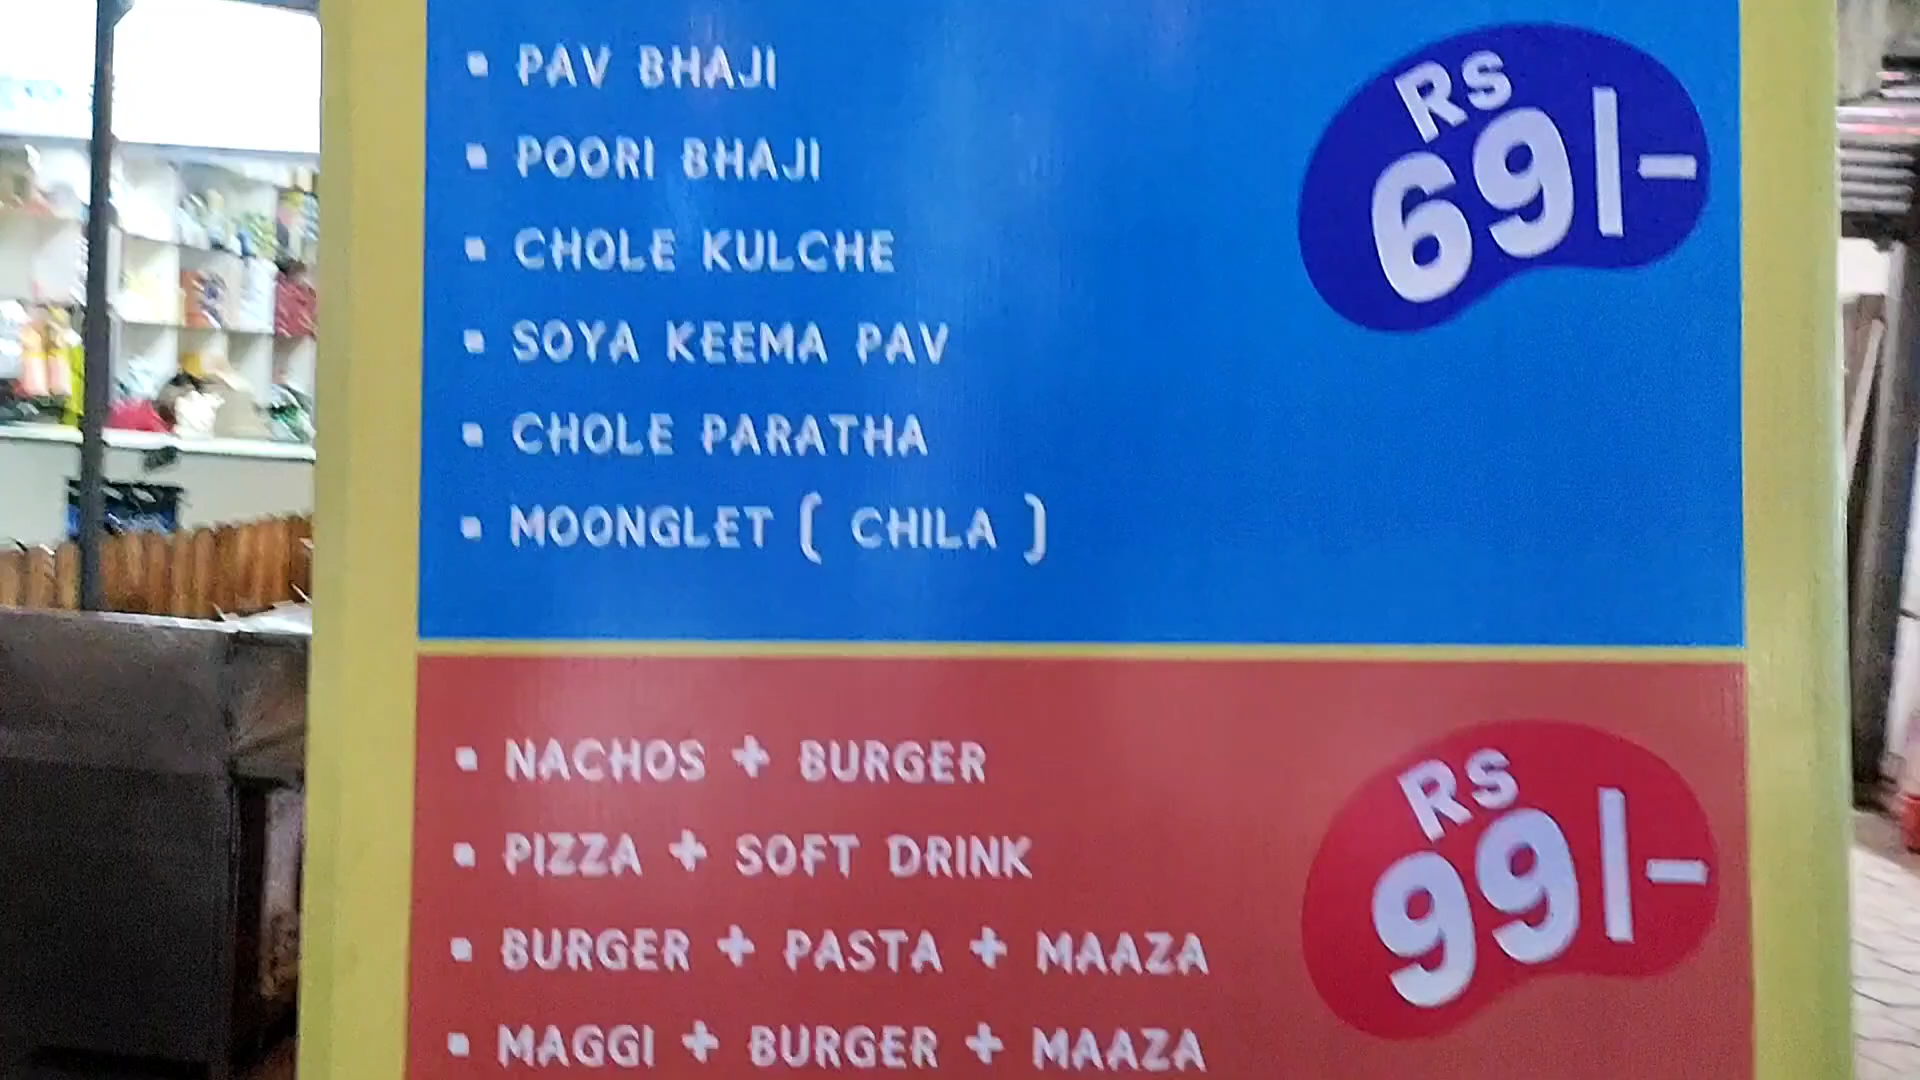 ▪ PAV BHAJI
▪ POORI BHAJI
▪ CHOLE KULCHE
▪ SOYA KEEMA PAV
▪ CHOLE PARATHA
▪ MOONGLET ( CHILA )
Rs
69/-
▪ NACHOS + BURGER
▪ PIZZA + SOFT DRINK
▪ BURGER + PASTA + MAAZA
▪ MAGGI + BURGER + MAAZA
Rs
99/-